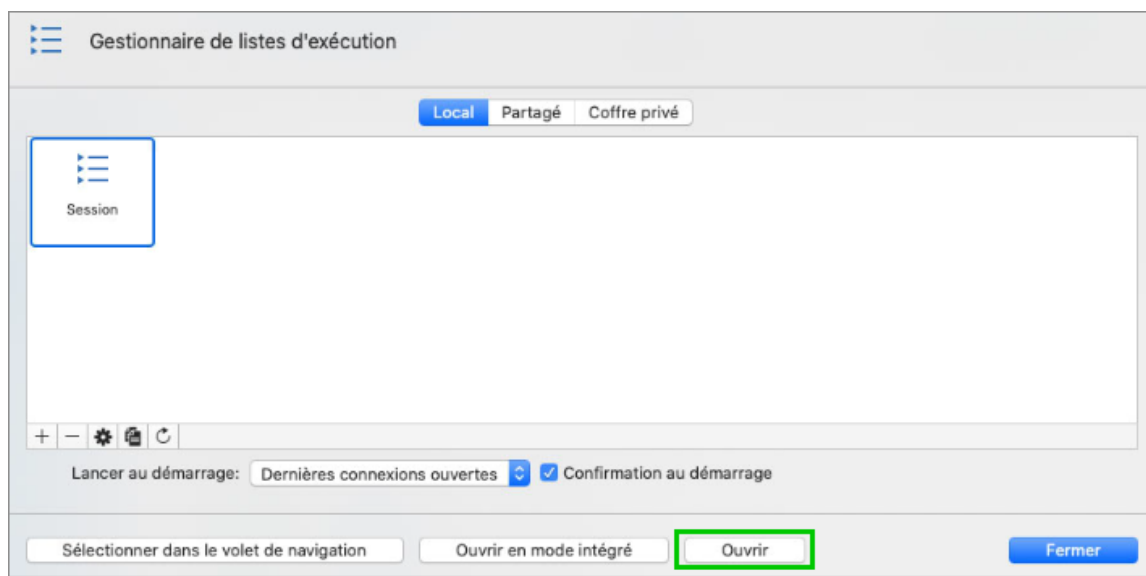 Gestionnaire de listes d'exécution
Local Partagé Coffre privé
Session
Lancer au démarrage: Dernières connexions ouvertes Confirmation au démarrage
Sélectionner dans le volet de navigation Ouvrir en mode intégré Ouvrir Fermer